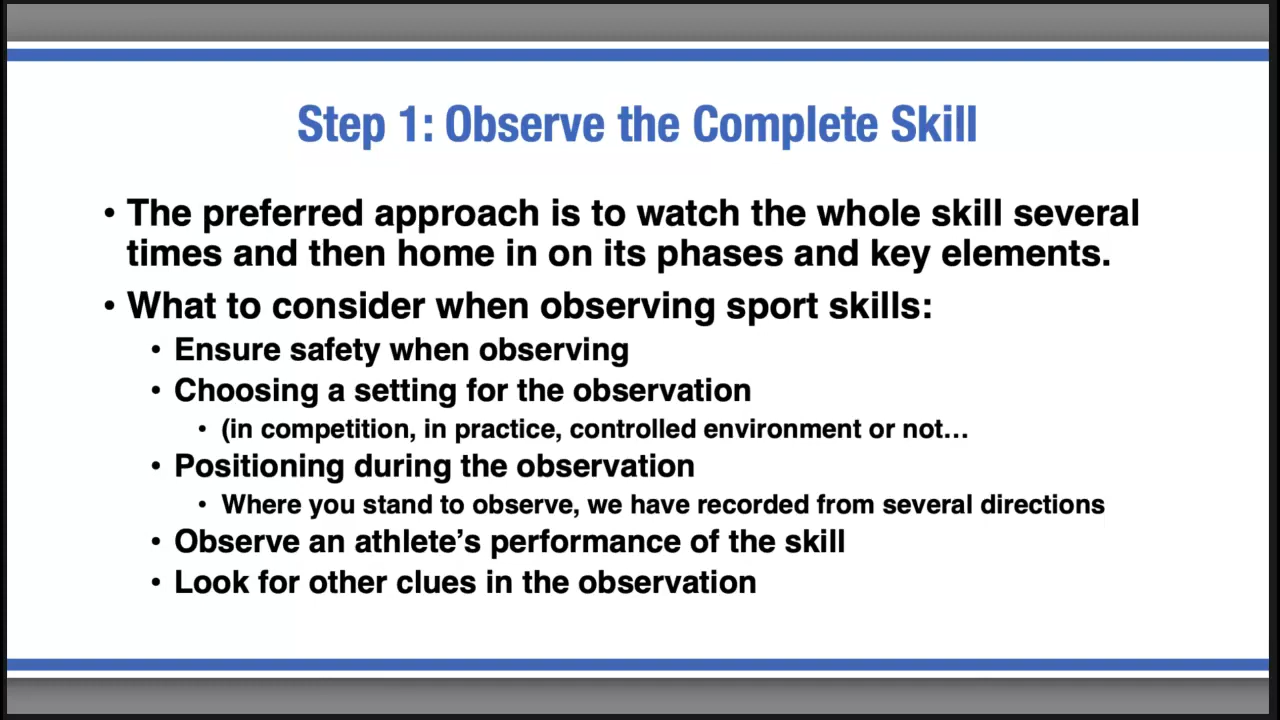 Step 1: Observe the Complete Skill
• The preferred approach is to watch the whole skill several
times and then home in on its phases and key elements.
• What to consider when observing sport skills:
• Ensure safety when observing
• Choosing a setting for the observation
• (in competition, in practice, controlled environment or not…
• Positioning during the observation
• Where you stand to observe, we have recorded from several directions
• Observe an athlete’s performance of the skill
• Look for other clues in the observation